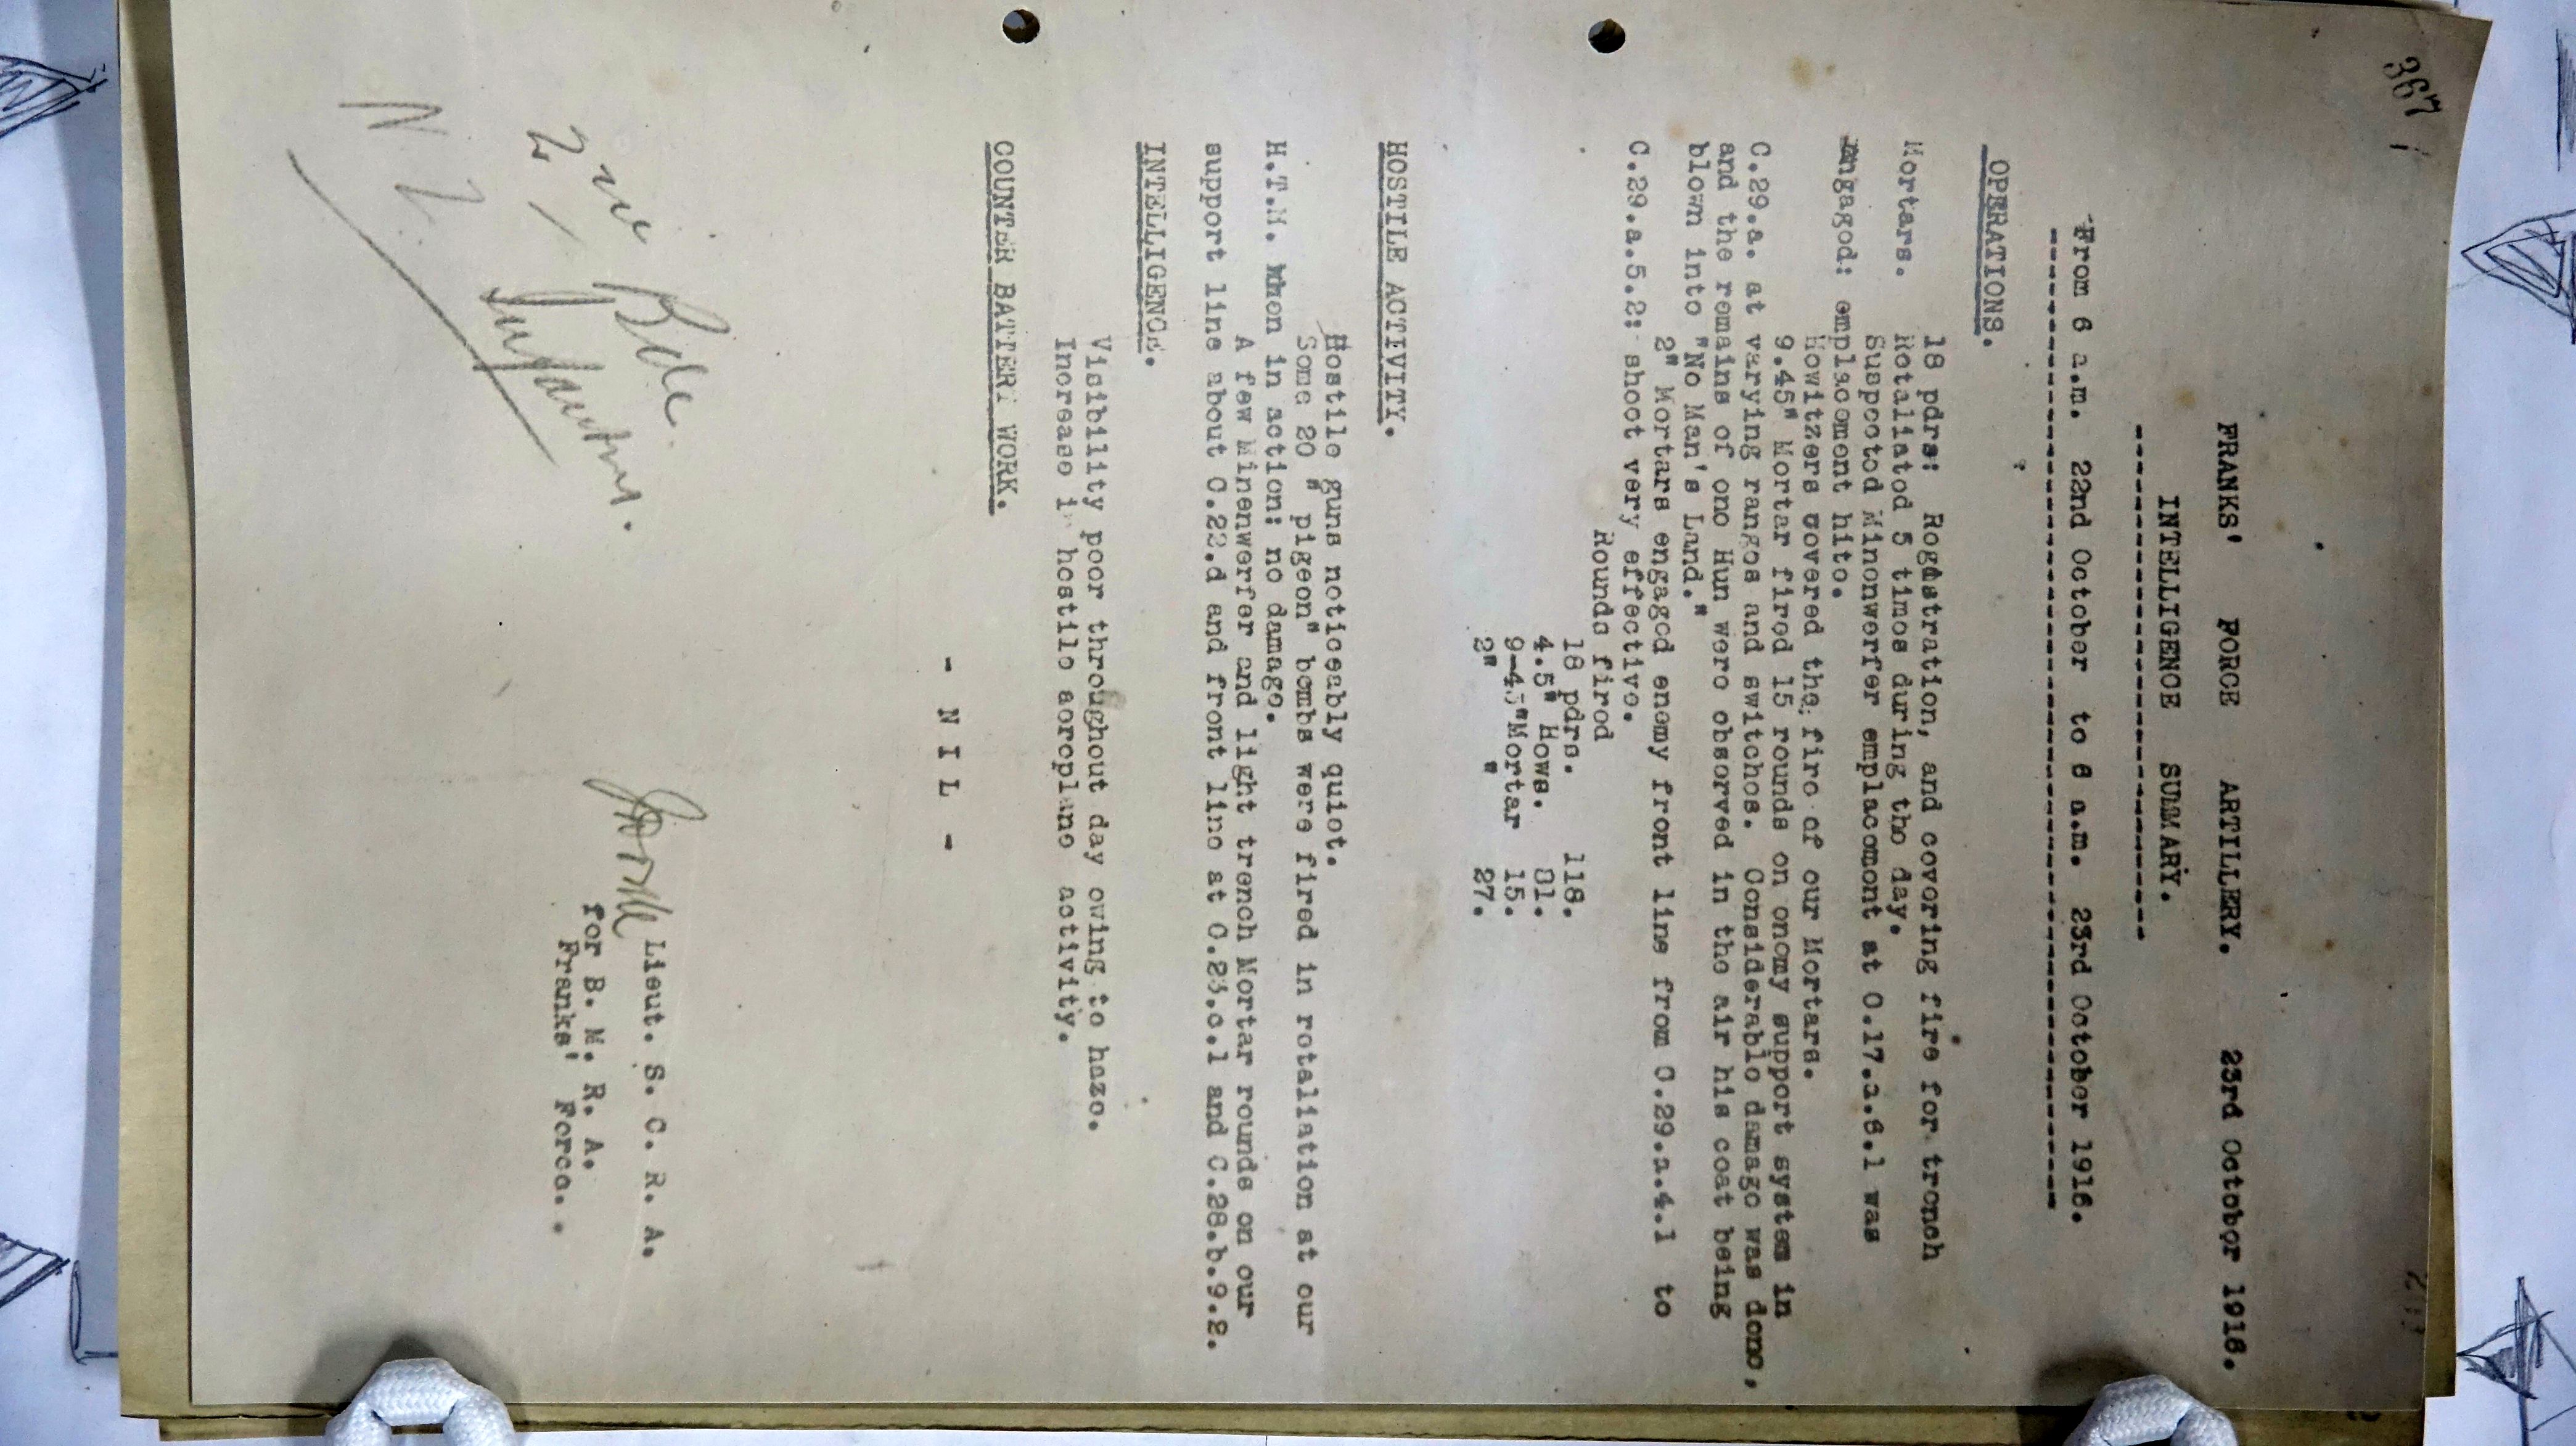 367
FRANKS' FORCE ARTILLERY. 23rd October 1916.
INTELLIGENCE SUMMARY.
From 6 a.m. 22nd October to 6 a.m. 23rd October 1916.
OPERATIONS.
18 pdrs: Registration, and covering fire for trench
Mortars. Retaliated 5 times during the day.
Suspected Minenwerfer emplacement at C.17.a.6.1 was
engaged: emplacement hite.
Howitzers covered the fire of our Mortars.
9.45" Mortar fired 15 rounds on enemy support system in
C.29.a. at varying ranges and switches. Considerable damage was done,
and the remains of one Hun were observed in the air his coat being
blown into "No Man's Land."
2" Mortars engaged enemy front line from C.29.a.4.1 to
C.29.a.5.2: shoot very effective.
Rounds fired
18 pdrs. 118.
4.5" Hows. 81.
9-45" Mortar 15.
2" " 27.
HOSTILE ACTIVITY.
Hostile guns noticeably quiet.
Some 20 "pigeon" bombs were fired in retaliation at our
H.T.M. When in action: no damage.
A few Minenwerfer and light trench Mortar rounds on our
support line about C.22.d and front line at C.23.c.1 and C.28.b.9.2.
INTELLIGENCE.
Visibility poor throughout day owing to haze.
Increase in hostile aeroplane activity.
COUNTER BATTERY WORK.
- N I L -
Lieut. S. C. R. A.
for B. M. R. A.
Franks' Force.
2nd Bde
Infantry.
N Z